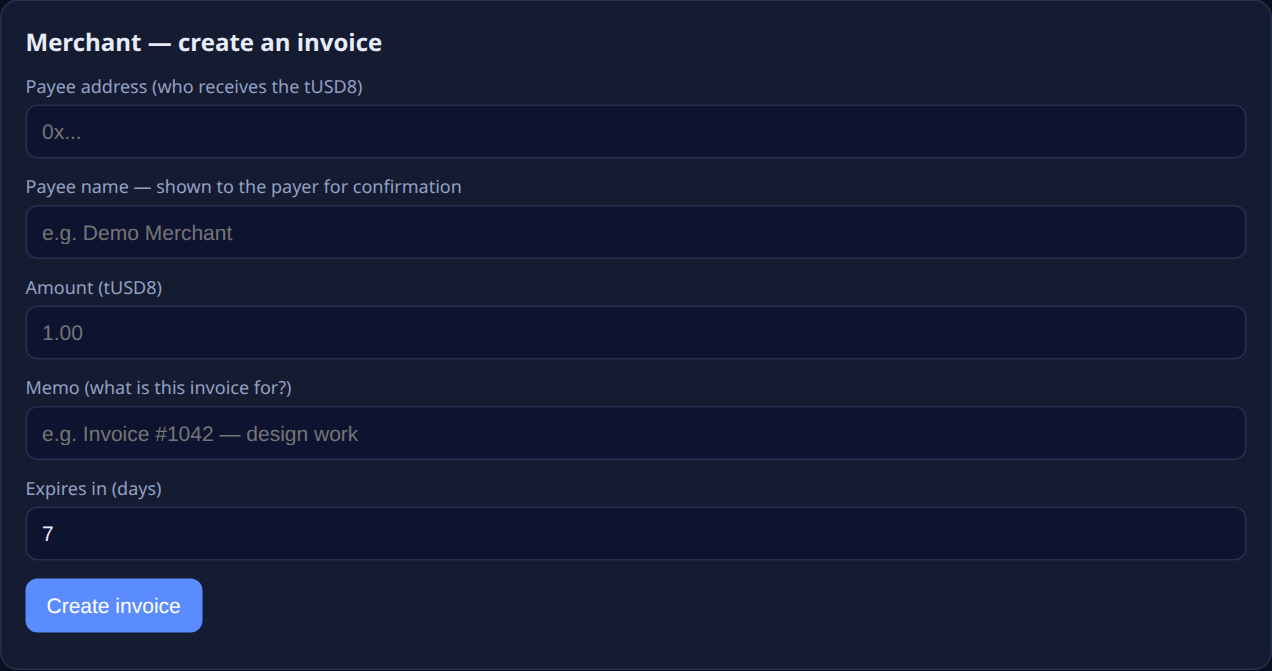 Merchant — create an invoice
Payee address (who receives the tUSD8)
0x...
Payee name — shown to the payer for confirmation
e.g. Demo Merchant
Amount (tUSD8)
1.00
Memo (what is this invoice for?)
e.g. Invoice #1042 — design work
Expires in (days)
7
Create invoice